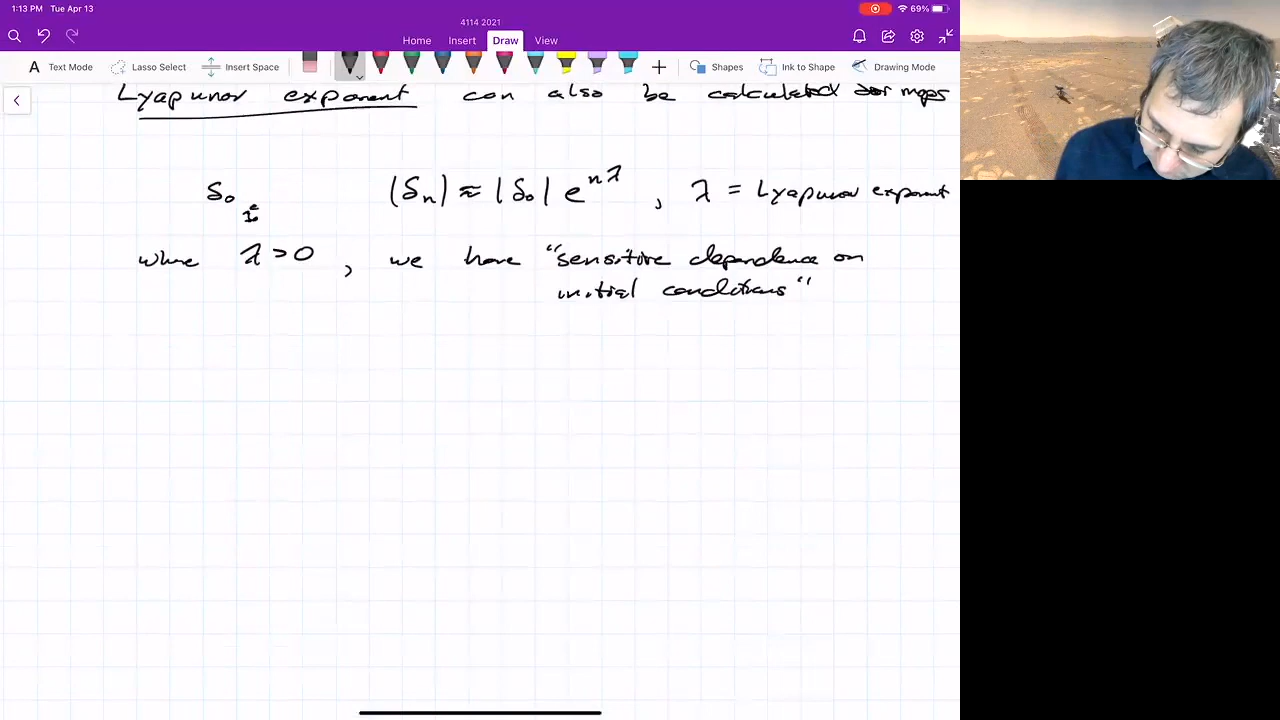 1:13 PM Tue Apr 13
69%
4114 2021
Home Insert Draw View
Text Mode Lasso Select Insert Space Shapes Ink to Shape Drawing Mode
Lyapunov exponent can also be calculated for maps
δ₀ |δₙ| ≈ |δ₀| e^{nλ} , λ = Lyapunov exponent
when λ > 0 , we have "sensitive dependence on
initial conditions"